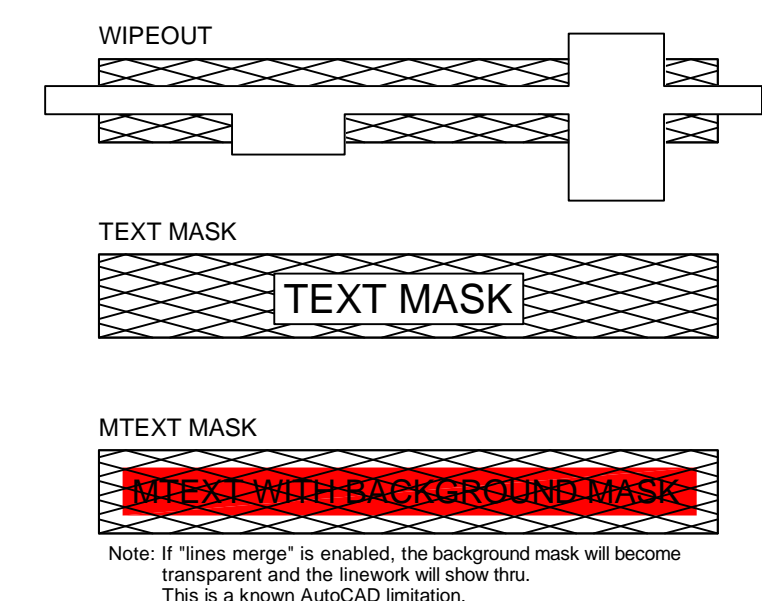 WIPEOUT
TEXT MASK
TEXT MASK
MTEXT MASK
MTEXT WITH BACKGROUND MASK
Note: If "lines merge" is enabled, the background mask will become
transparent and the linework will show thru.
This is a known AutoCAD limitation.